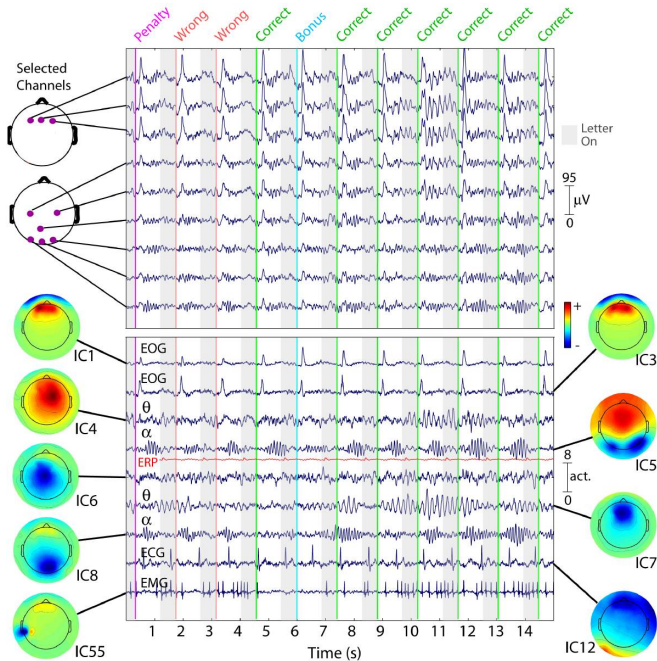 Penalty
Wrong
Wrong
Correct
Bonus
Correct
Correct
Correct
Correct
Correct
Correct
Selected
Channels
Letter
On
95
μV
0
+
-
EOG
IC1
IC3
EOG
θ
IC4
α
IC5
ERP
8
act.
0
IC6
θ
IC7
α
IC8
ECG
EMG
IC55
IC12
1 2 3 4 5 6 7 8 9 10 11 12 13 14
Time (s)